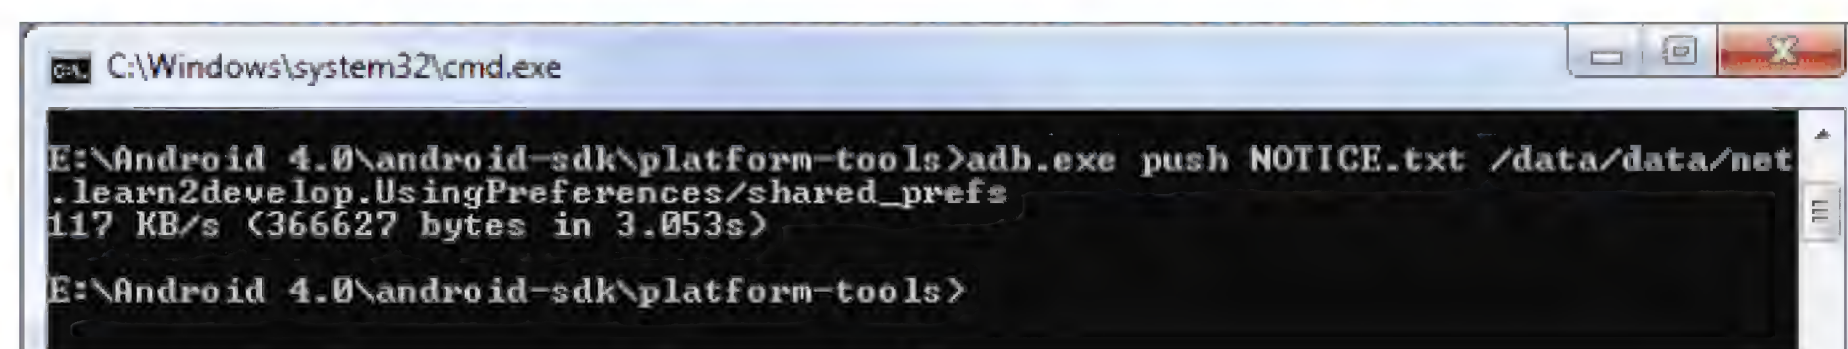 C:\Windows\system32\cmd.exe
E:\Android 4.0\android-sdk\platform-tools>adb.exe push NOTICE.txt /data/data/net
.learn2develop.UsingPreferences/shared_prefs
117 KB/s (366627 bytes in 3.053s)
E:\Android 4.0\android-sdk\platform-tools>